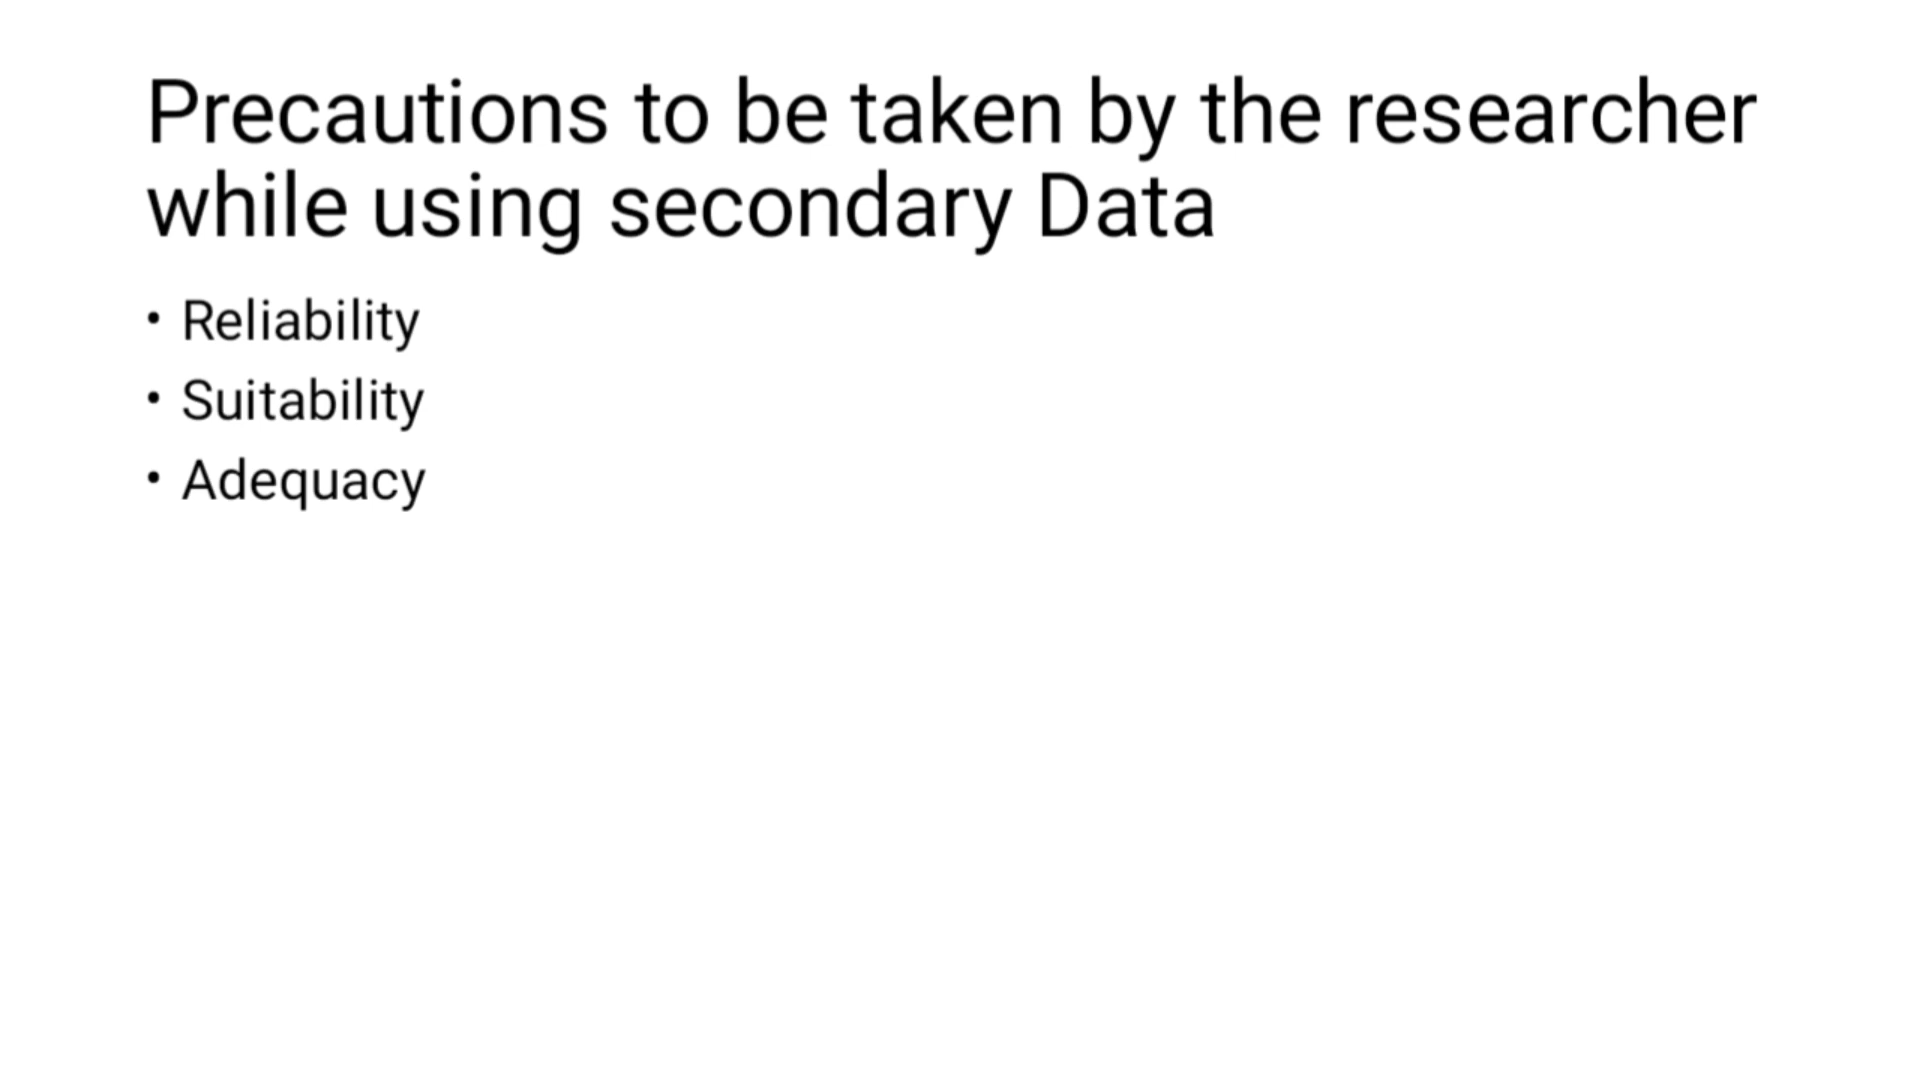 Precautions to be taken by the researcher
while using secondary Data
• Reliability
• Suitability
• Adequacy